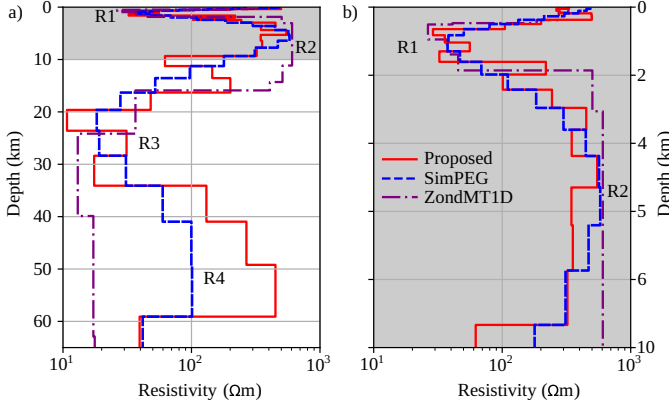 a)
0
10
20
30
40
50
60
Depth (km)
R1
R2
R3
R4
10¹
10²
10³
Resistivity (Ωm)
b)
0
2
4
5
6
10
Depth (km)
R1
R2
Proposed
SimPEG
ZondMT1D
10¹
10²
10³
Resistivity (Ωm)